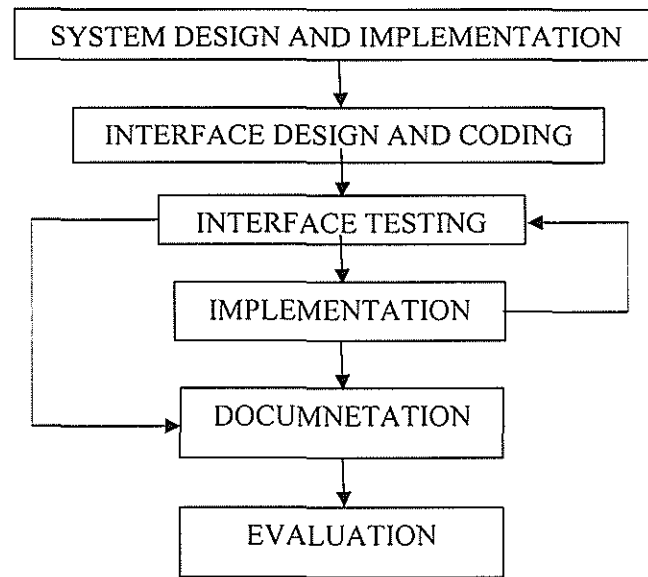 SYSTEM DESIGN AND IMPLEMENTATION
INTERFACE DESIGN AND CODING
INTERFACE TESTING
IMPLEMENTATION
DOCUMNETATION
EVALUATION